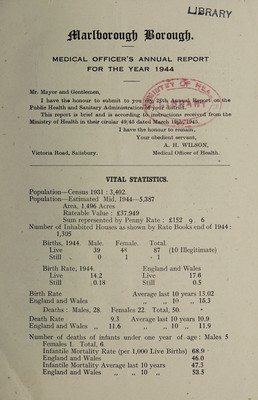 LIBRARY
Marlborough Borough.
MEDICAL OFFICER'S ANNUAL REPORT
FOR THE YEAR 1944
Mr. Mayor and Gentlemen,
I have the honour to submit to you my 25th Annual Report on the
Public Health and Sanitary Administration of your district.
This report is brief and is according to instructions received from the
Ministry of Health in their circular 49/45 dated March 1945.
I have the honour to remain,
Your obedient servant,
A. H. WILSON,
Victoria Road, Salisbury. Medical Officer of Health.
MINISTRY OF HEALTH
LIBRARY
VITAL STATISTICS.
Population—Census 1931 : 3,492.
Population—Estimated Mid. 1944—5,387
Area, 1,496 Acres
Rateable Value : £37,949
Sum represented by Penny Rate : £152 9. 6
Number of Inhabited Houses as shown by Rate Books end of 1944 :
1,305
Births, 1944. Male. Female. Total.
Live 39 48 87 (10 Illegitimate)
Still . 0 1 . 1
Birth Rate, 1944. England and Wales
Live 14.2 17.6
Still . 0.18 0.5
Birth Rate Average last 10 years 13.02
England and Wales ,, ,, 10 ,, 15.3
Deaths : Males, 28. Females 22. Total, 50.
Death Rate 9.3 Average last 10 years 10.9
England and Wales ,, 11.6 ,, ,, 10 ,, 11.9
Number of deaths of infants under one year of age : Males 5
Females 1. Total, 6.
Infantile Mortality Rate (per 1,000 Live Births) 68.9
England and Wales 46.0
Infantile Mortality Average last 10 years 47.3
England and Wales ,, ,, 10 ,, 53.5